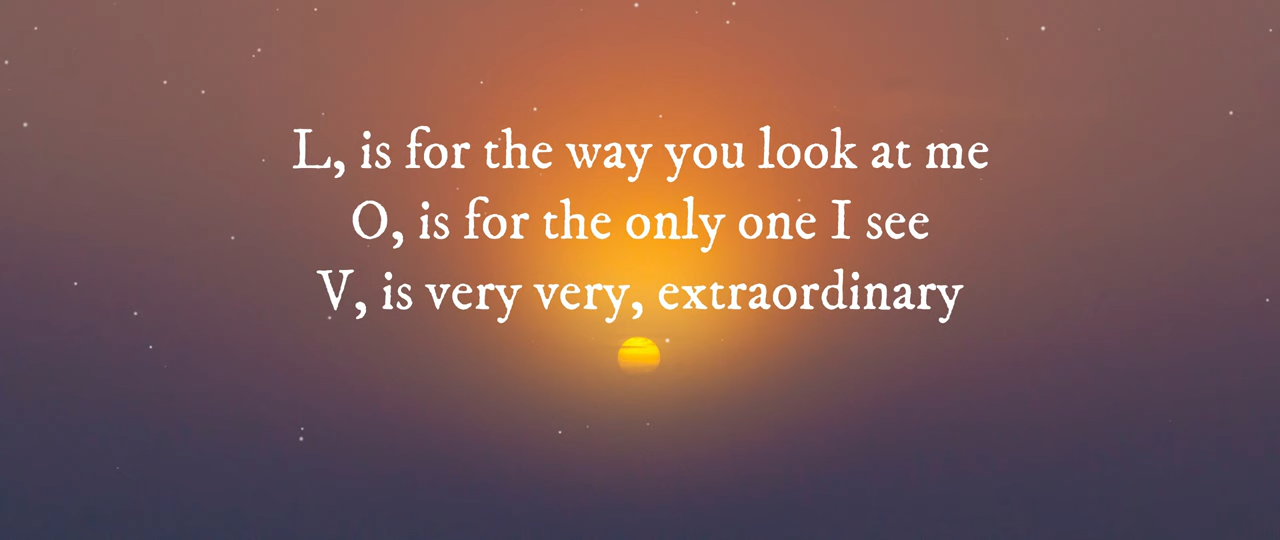 L, is for the way you look at me
O, is for the only one I see
V, is very very, extraordinary